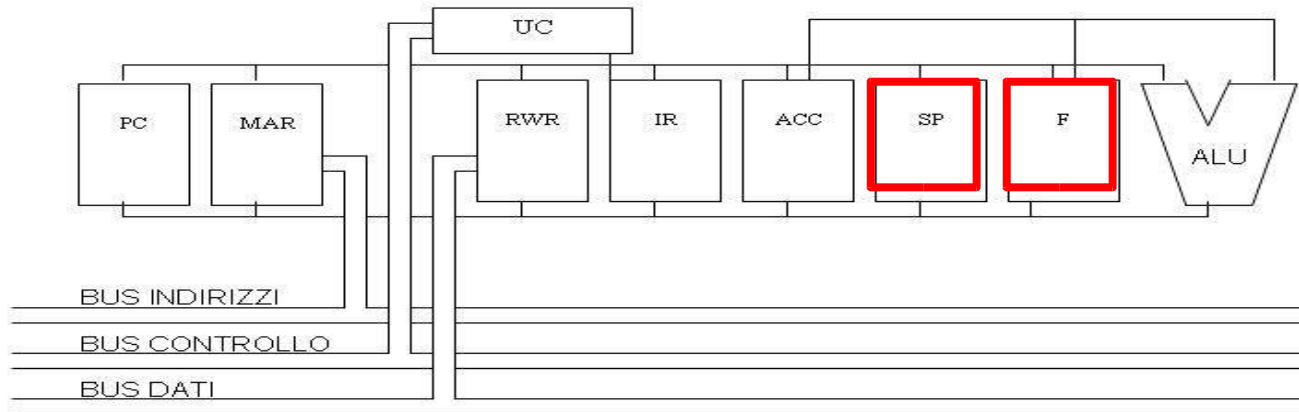 UC
PC
MAR
RWR
IR
ACC
SP
F
ALU
BUS INDIRIZZI
BUS CONTROLLO
BUS DATI